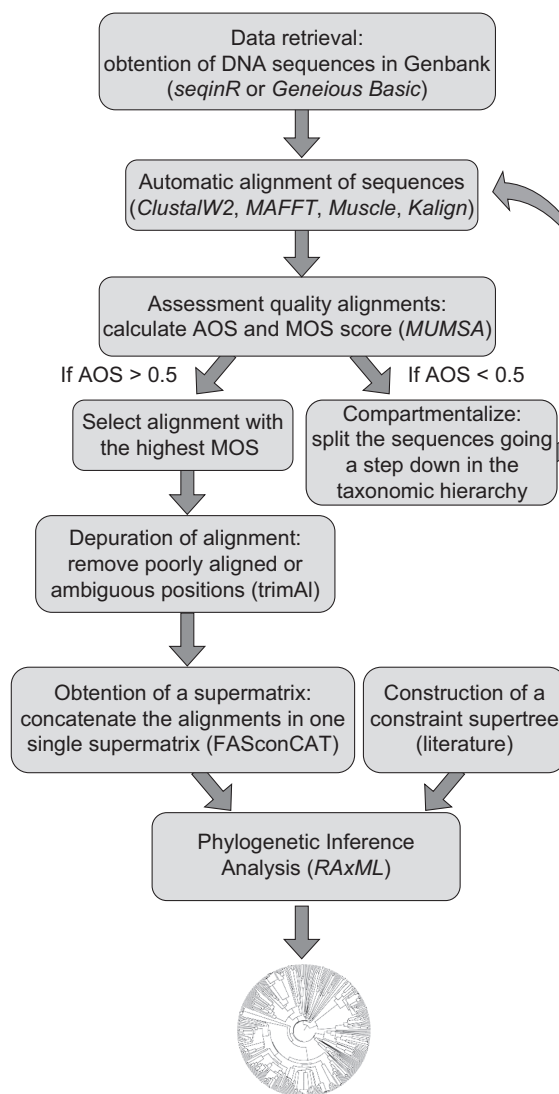 Data retrieval:
obtention of DNA sequences in Genbank
(seqinR or Geneious Basic)
Automatic alignment of sequences
(ClustalW2, MAFFT, Muscle, Kalign)
Assessment quality alignments:
calculate AOS and MOS score (MUMSA)
If AOS > 0.5
If AOS < 0.5
Select alignment with
the highest MOS
Compartmentalize:
split the sequences going
a step down in the
taxonomic hierarchy
Depuration of alignment:
remove poorly aligned or
ambiguous positions (trimAl)
Obtention of a supermatrix:
concatenate the alignments in one
single supermatrix (FASconCAT)
Construction of a
constraint supertree
(literature)
Phylogenetic Inference
Analysis (RAxML)